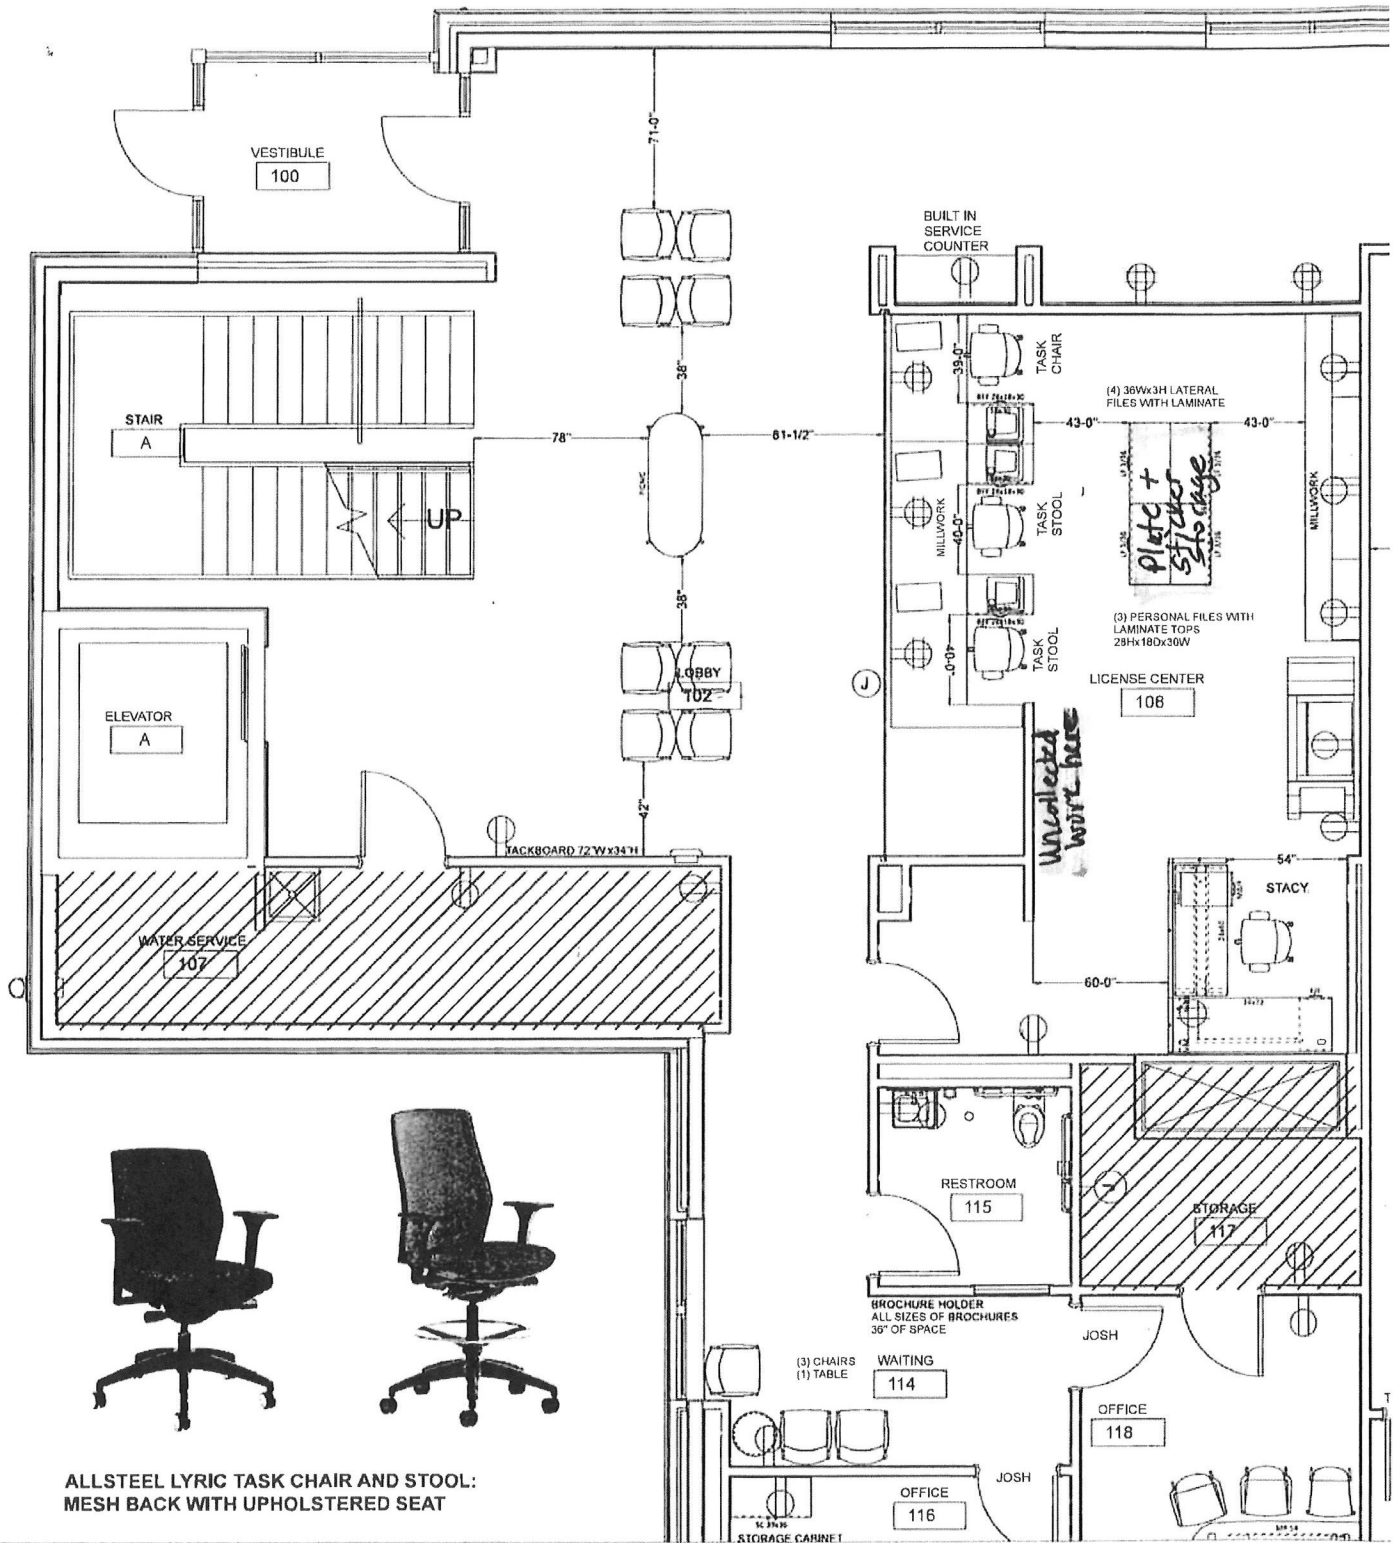 71-0"
VESTIBULE
100
BUILT IN
SERVICE
COUNTER
39-0"
TASK
CHAIR
(4) 36Wx3H LATERAL
FILES WITH LAMINATE
38"
STAIR
A
78"
61-1/2"
43-0"
43-0"
Plate +
Sticker
Storage
MILLWORK
MILLWORK
UP
40-0"
TASK
STOOL
38"
(3) PERSONAL FILES WITH
LAMINATE TOPS
28Hx18Dx30W
40-0"
TASK
STOOL
LOBBY
102
J
LICENSE CENTER
106
ELEVATOR
A
Uncollected
work here
42"
TACKBOARD 72"W x34"H
54"
STACY
WATER SERVICE
107
60-0"
RESTROOM
115
STORAGE
117
BROCHURE HOLDER
ALL SIZES OF BROCHURES
36" OF SPACE
JOSH
(3) CHAIRS
(1) TABLE
WAITING
114
OFFICE
118
ALLSTEEL LYRIC TASK CHAIR AND STOOL:
MESH BACK WITH UPHOLSTERED SEAT
JOSH
OFFICE
116
STORAGE CABINET